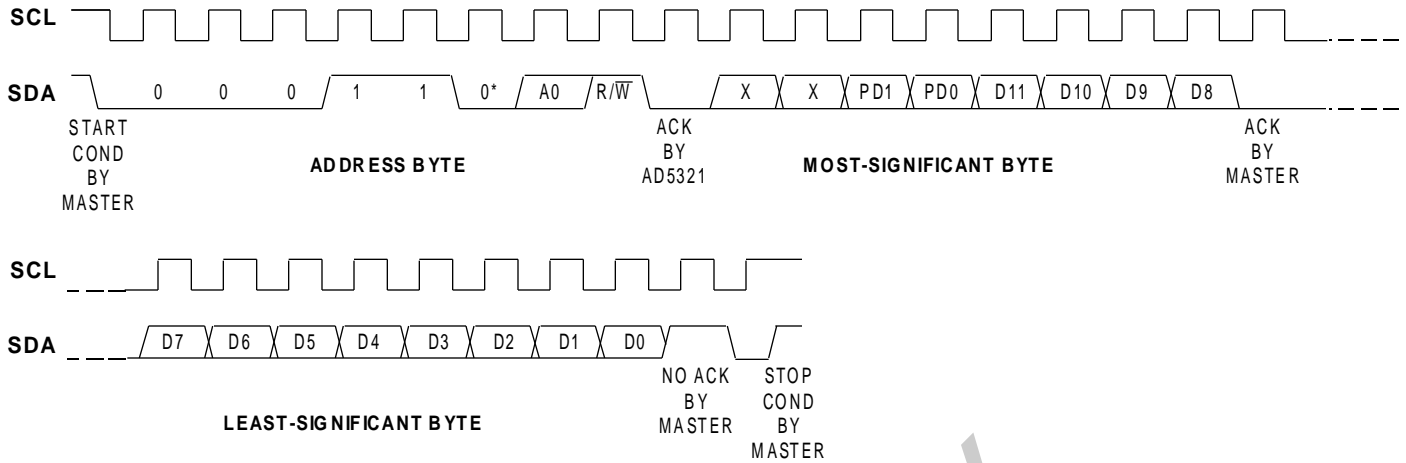 SCL
SDA 0 0 0 1 1 0* A0 R/W̅ X X PD1 PD0 D11 D10 D9 D8
START
COND
BY
MASTER
ADDRESS BYTE
ACK
BY
AD5321
MOST-SIGNIFICANT BYTE
ACK
BY
MASTER
SCL
SDA D7 D6 D5 D4 D3 D2 D1 D0
LEAST-SIGNIFICANT BYTE
NO ACK
BY
MASTER
STOP
COND
BY
MASTER